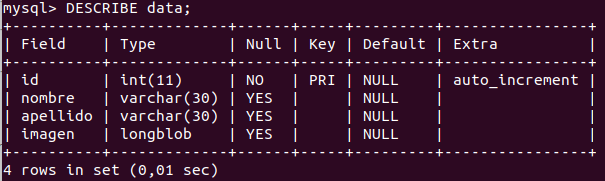 mysql> DESCRIBE data;
+----------+-------------+------+-----+---------+----------------+
| Field    | Type        | Null | Key | Default | Extra          |
+----------+-------------+------+-----+---------+----------------+
| id       | int(11)     | NO   | PRI | NULL    | auto_increment |
| nombre   | varchar(30) | YES  |     | NULL    |                |
| apellido | varchar(30) | YES  |     | NULL    |                |
| imagen   | longblob    | YES  |     | NULL    |                |
+----------+-------------+------+-----+---------+----------------+
4 rows in set (0,01 sec)